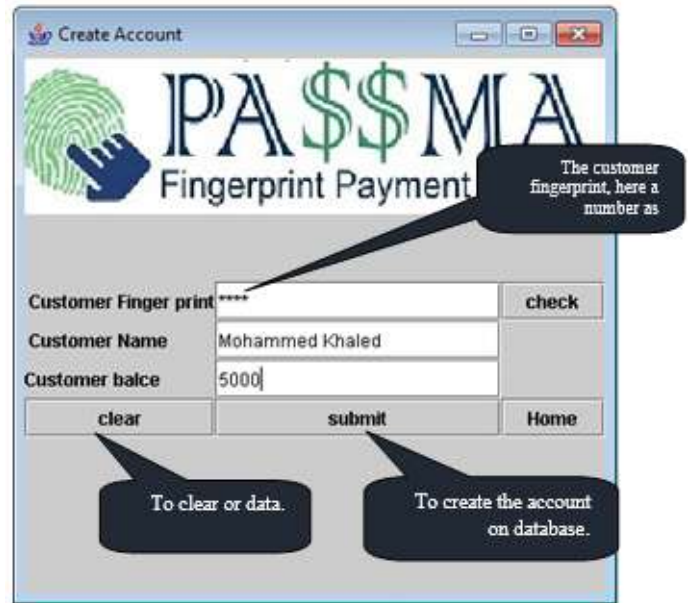 Create Account
PA$$MA
Fingerprint Payment
The customer
fingerprint, here a
number as
Customer Finger print **** check
Customer Name Mohammed Khaled
Customer balce 5000
clear submit Home
To clear or data.
To create the account
on database.